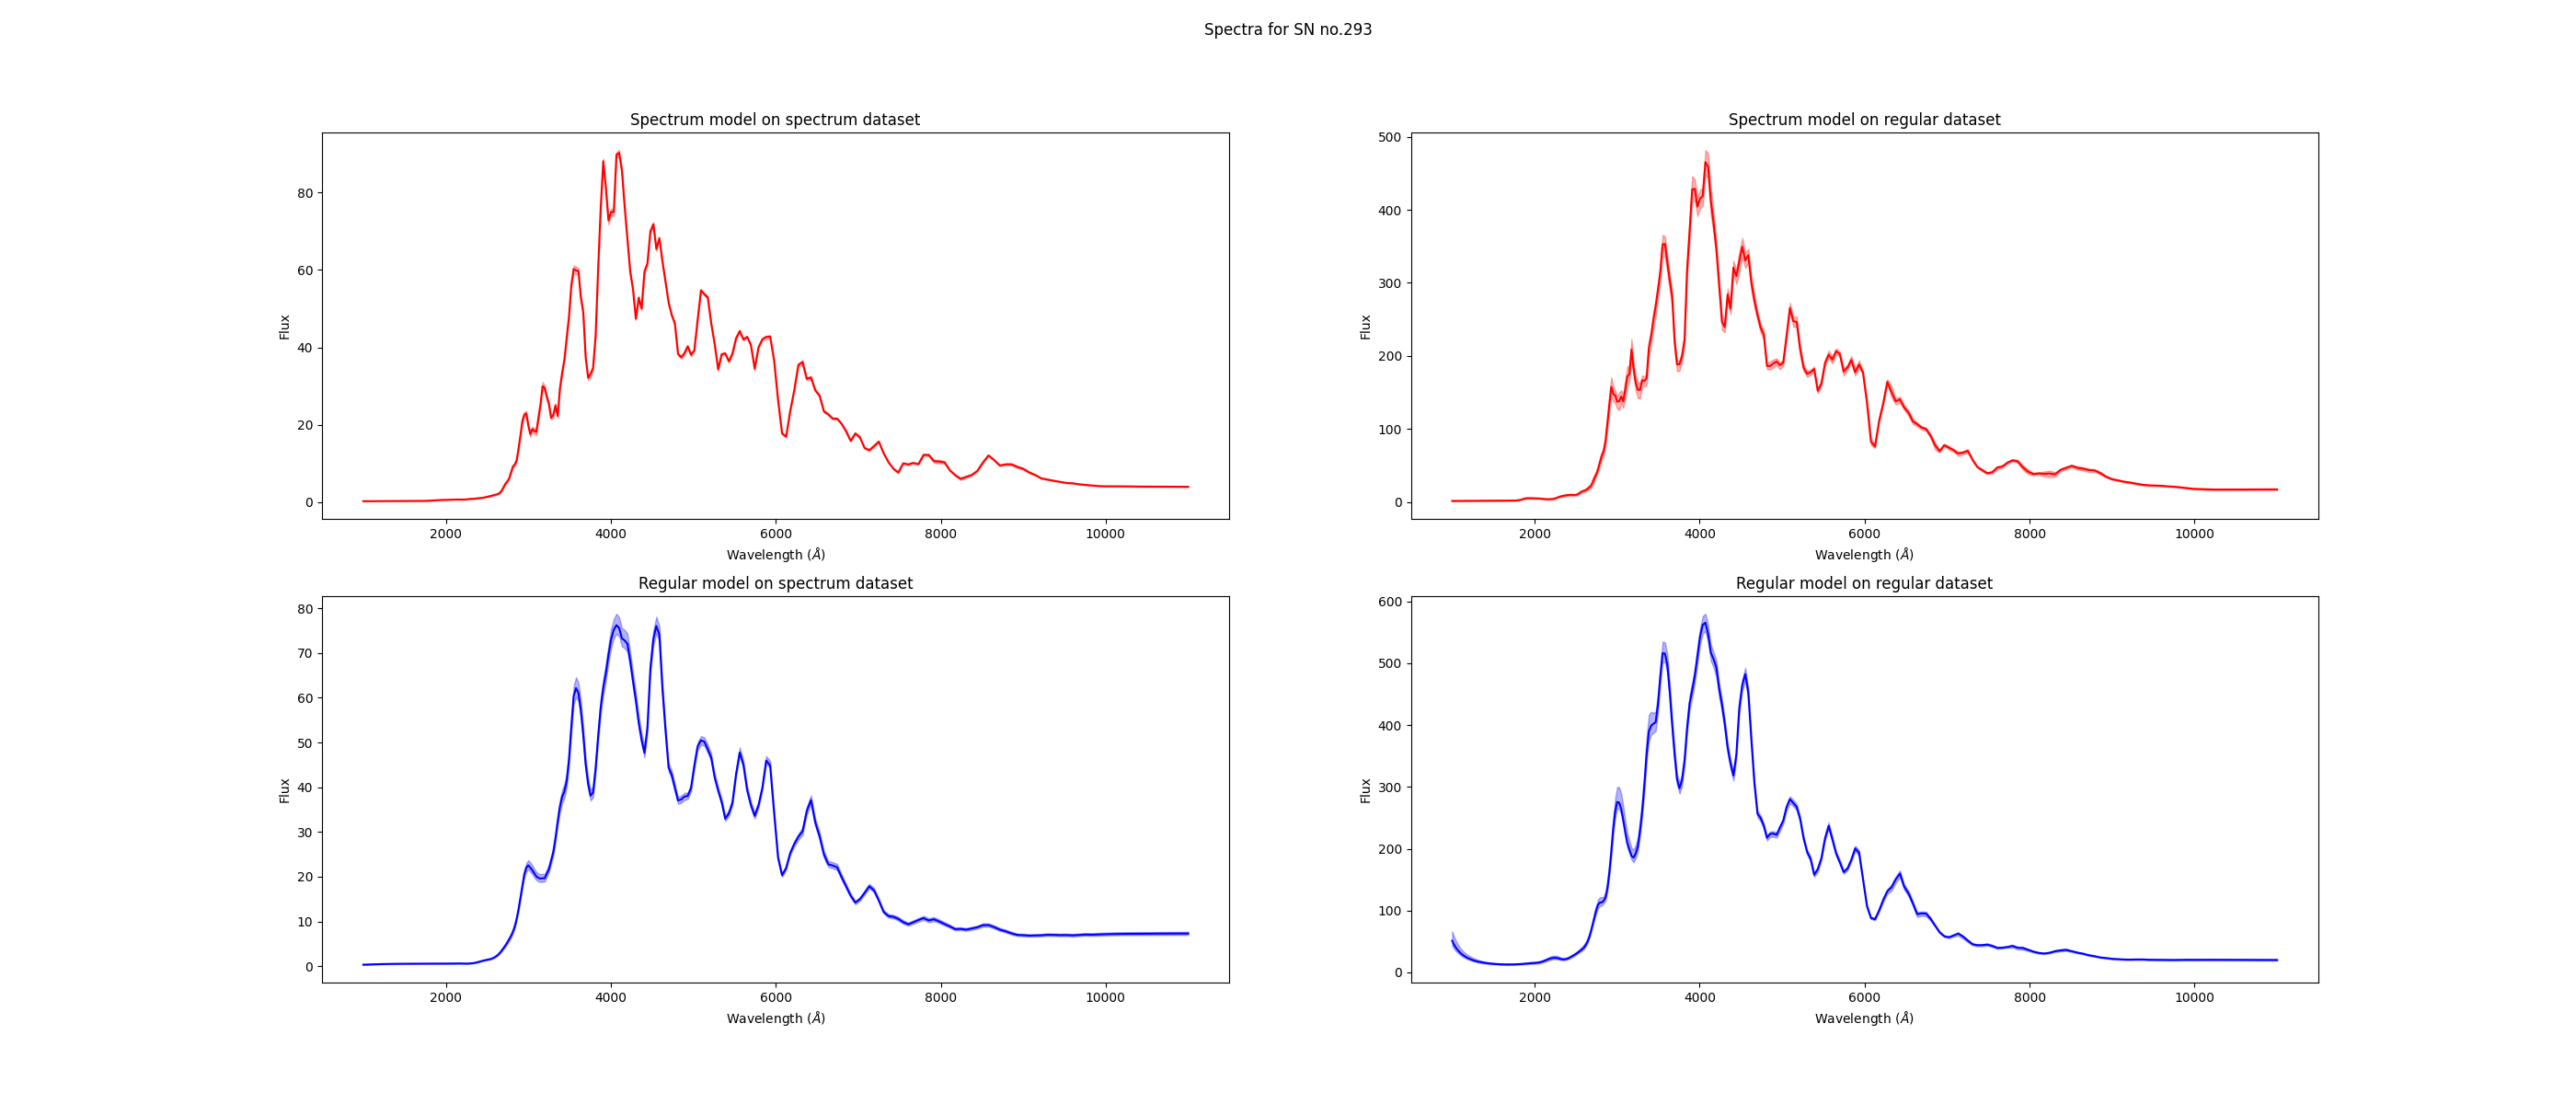 Spectra for SN no.293
Spectrum model on spectrum dataset
80
60
40
20
0
Flux
2000 4000 6000 8000 10000
Wavelength (Å)
Spectrum model on regular dataset
500
400
300
200
100
0
Flux
2000 4000 6000 8000 10000
Wavelength (Å)
Regular model on spectrum dataset
80
70
60
50
40
30
20
10
0
Flux
2000 4000 6000 8000 10000
Wavelength (Å)
Regular model on regular dataset
600
500
400
300
200
100
0
Flux
2000 4000 6000 8000 10000
Wavelength (Å)